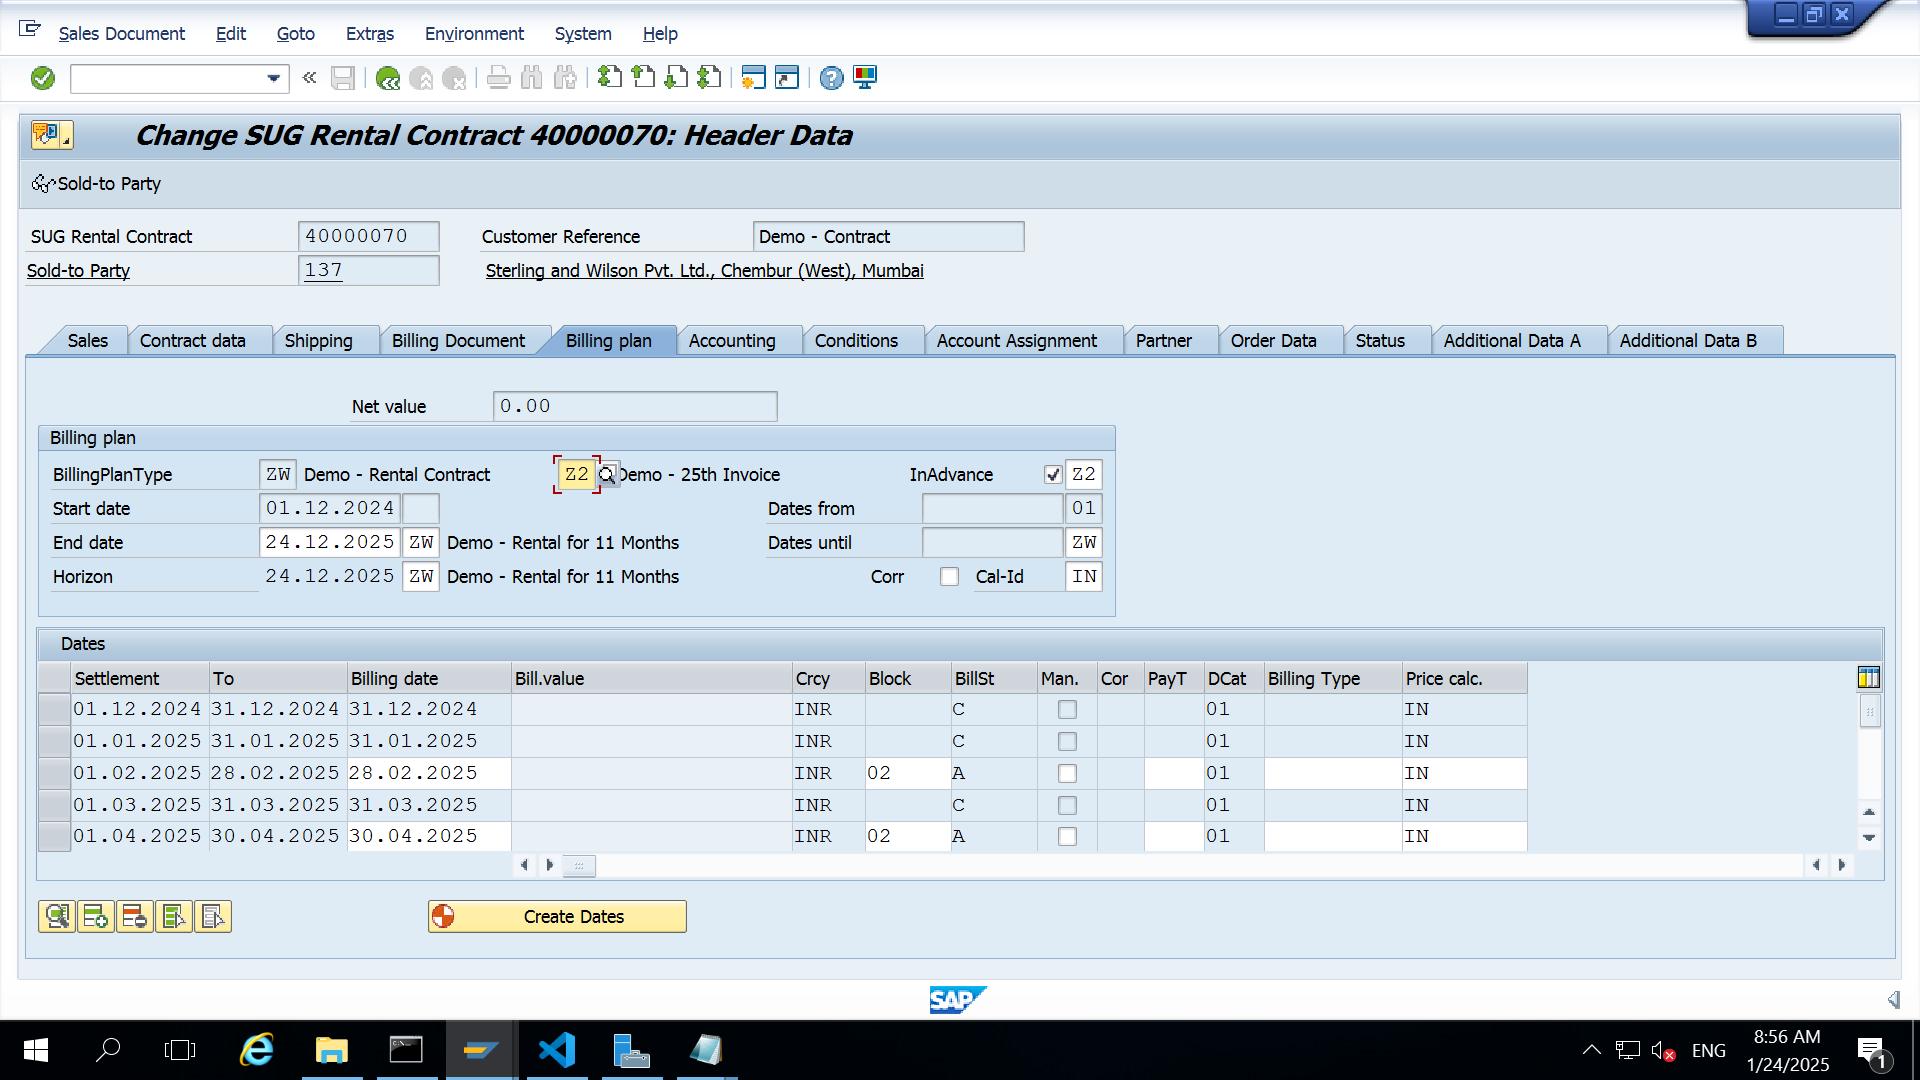 Sales Document Edit Goto Extras Environment System Help
Change SUG Rental Contract 40000070: Header Data
Sold-to Party
SUG Rental Contract 40000070 Customer Reference Demo - Contract
Sold-to Party 137 Sterling and Wilson Pvt. Ltd., Chembur (West), Mumbai
Sales Contract data Shipping Billing Document Billing plan Accounting Conditions Account Assignment Partner Order Data Status Additional Data A Additional Data B
Net value 0.00
Billing plan
BillingPlanType ZW Demo - Rental Contract Z2 Demo - 25th Invoice InAdvance Z2
Start date 01.12.2024 Dates from 01
End date 24.12.2025 ZW Demo - Rental for 11 Months Dates until ZW
Horizon 24.12.2025 ZW Demo - Rental for 11 Months Corr Cal-Id IN
Dates
Settlement To Billing date Bill.value Crcy Block BillSt Man. Cor PayT DCat Billing Type Price calc.
01.12.2024 31.12.2024 31.12.2024 INR C 01 IN
01.01.2025 31.01.2025 31.01.2025 INR C 01 IN
01.02.2025 28.02.2025 28.02.2025 INR 02 A 01 IN
01.03.2025 31.03.2025 31.03.2025 INR C 01 IN
01.04.2025 30.04.2025 30.04.2025 INR 02 A 01 IN
Create Dates
SAP
ENG 8:56 AM
1/24/2025 1